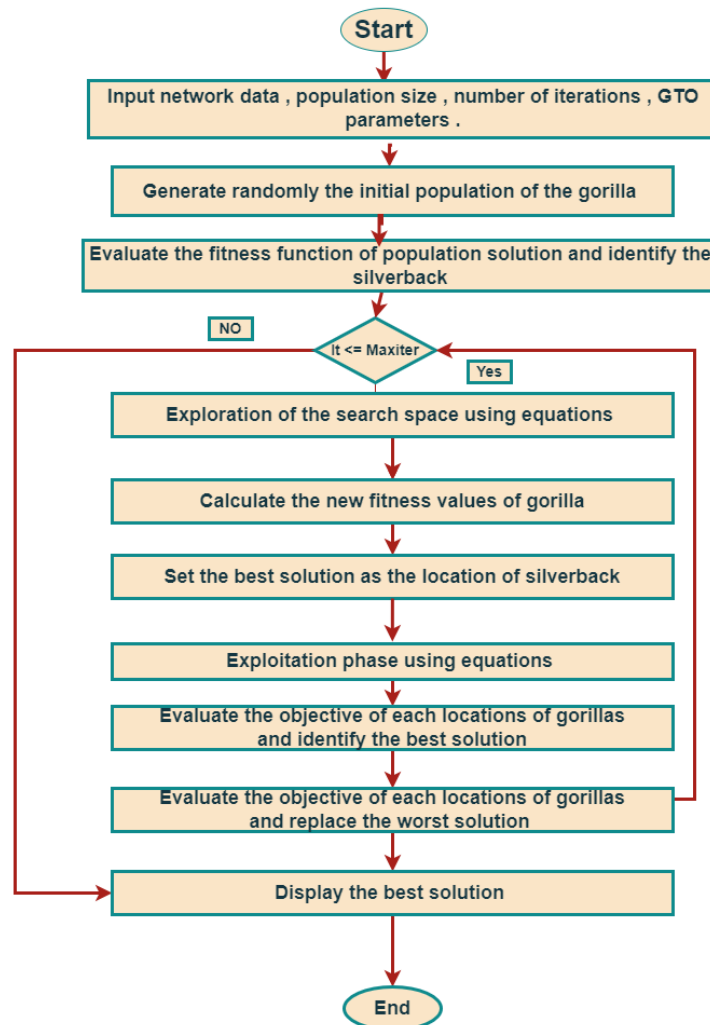 Start
Input network data , population size , number of iterations , GTO
parameters .
Generate randomly the initial population of the gorilla
Evaluate the fitness function of population solution and identify the
silverback
NO
It <= Maxiter
Yes
Exploration of the search space using equations
Calculate the new fitness values of gorilla
Set the best solution as the location of silverback
Exploitation phase using equations
Evaluate the objective of each locations of gorillas
and identify the best solution
Evaluate the objective of each locations of gorillas
and replace the worst solution
Display the best solution
End